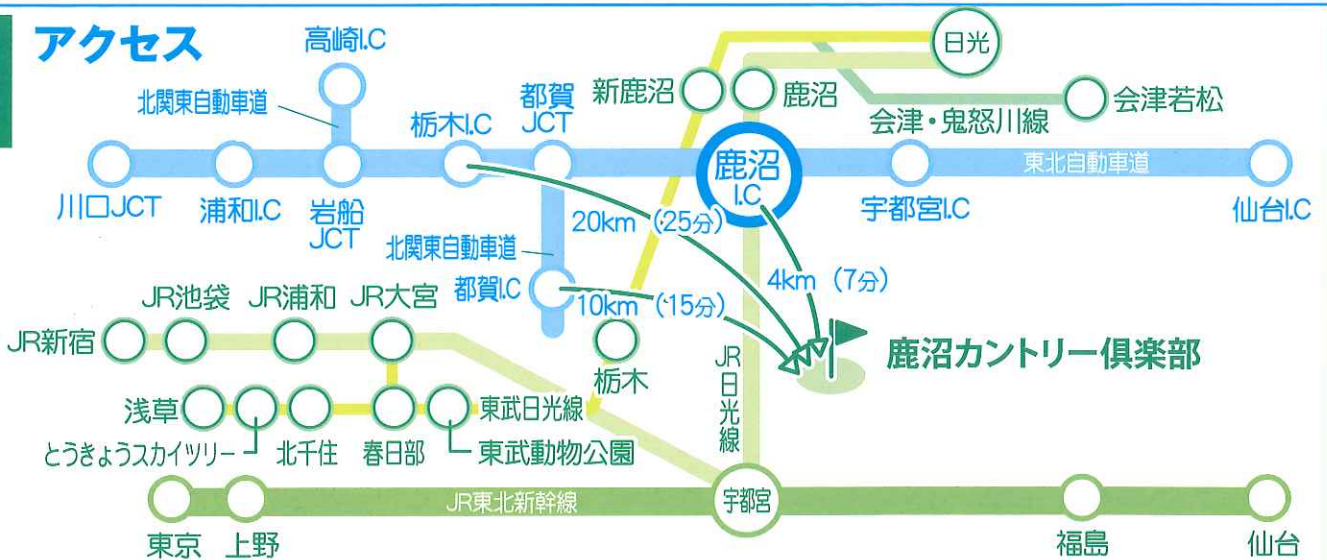 アクセス
高崎I.C
日光
北関東自動車道
都賀
JCT
新鹿沼
鹿沼
会津若松
栃木I.C
会津・鬼怒川線
鹿沼
I.C
東北自動車道
川口JCT
浦和I.C
岩船
JCT
宇都宮I.C
仙台I.C
20km（25分）
北関東自動車道
4km（7分）
都賀I.C
10km（15分）
JR池袋
JR浦和
JR大宮
JR新宿
鹿沼カントリー倶楽部
JR日光線
栃木
浅草
東武日光線
とうきょうスカイツリー
北千住
春日部
東武動物公園
JR東北新幹線
宇都宮
東京
上野
福島
仙台